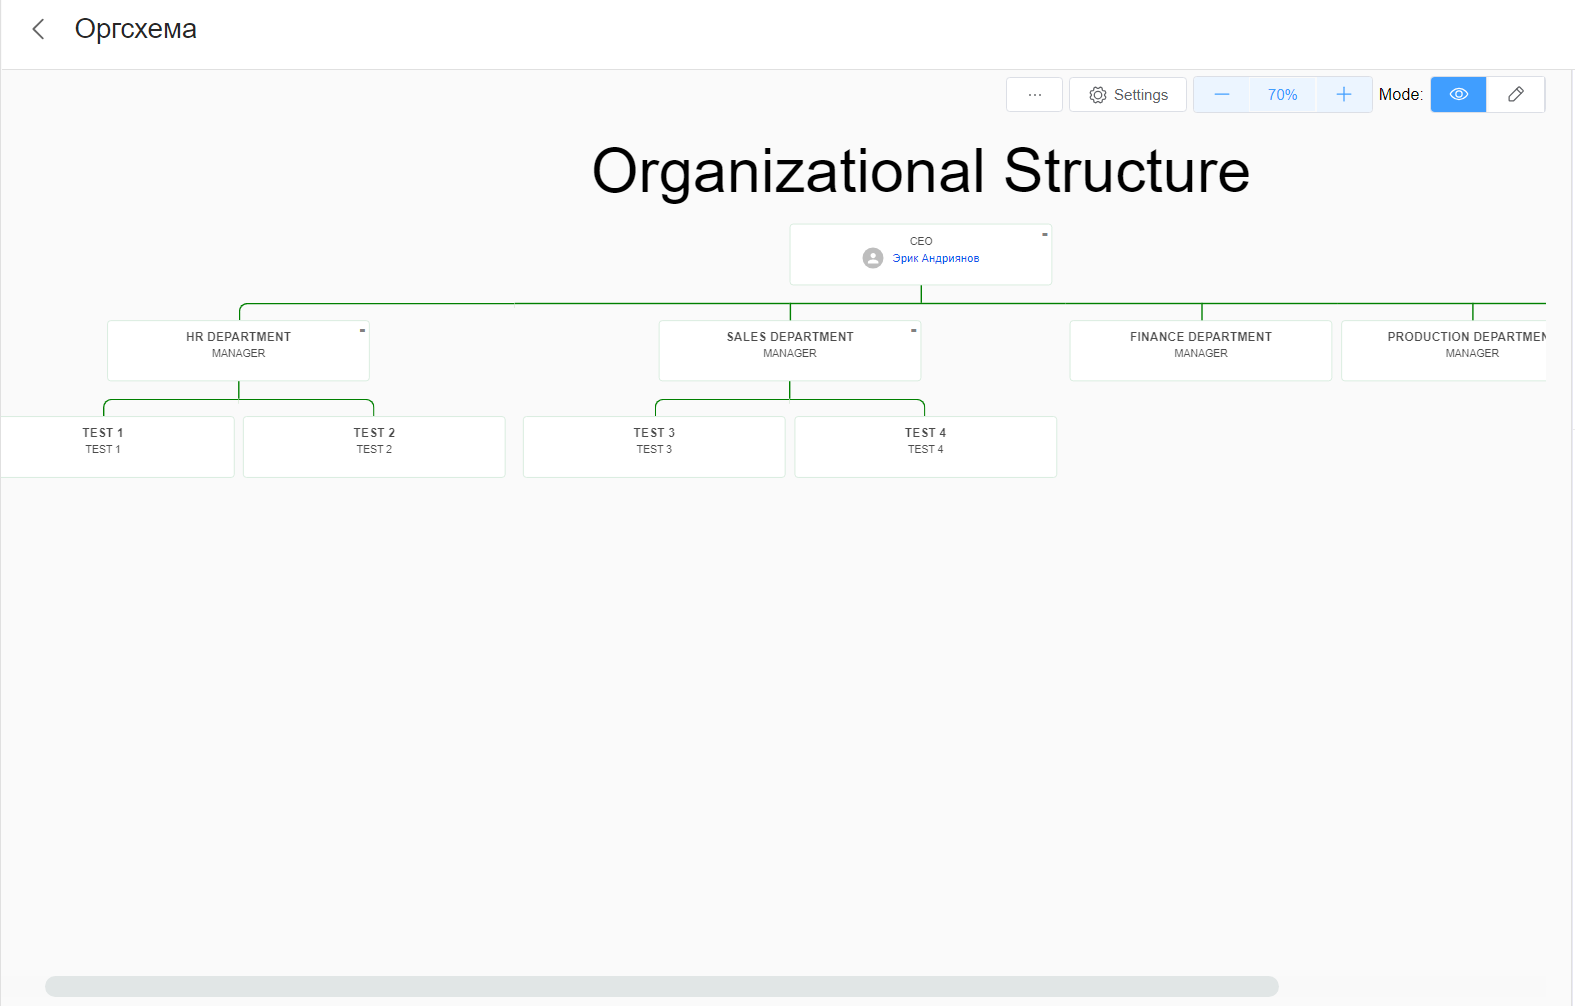 Оргсхема
... Settings 70% Mode:
Organizational Structure
CEO
Эрик Андриянов
HR DEPARTMENT
MANAGER
SALES DEPARTMENT
MANAGER
FINANCE DEPARTMENT
MANAGER
PRODUCTION DEPARTMEN
MANAGER
TEST 1
TEST 1
TEST 2
TEST 2
TEST 3
TEST 3
TEST 4
TEST 4